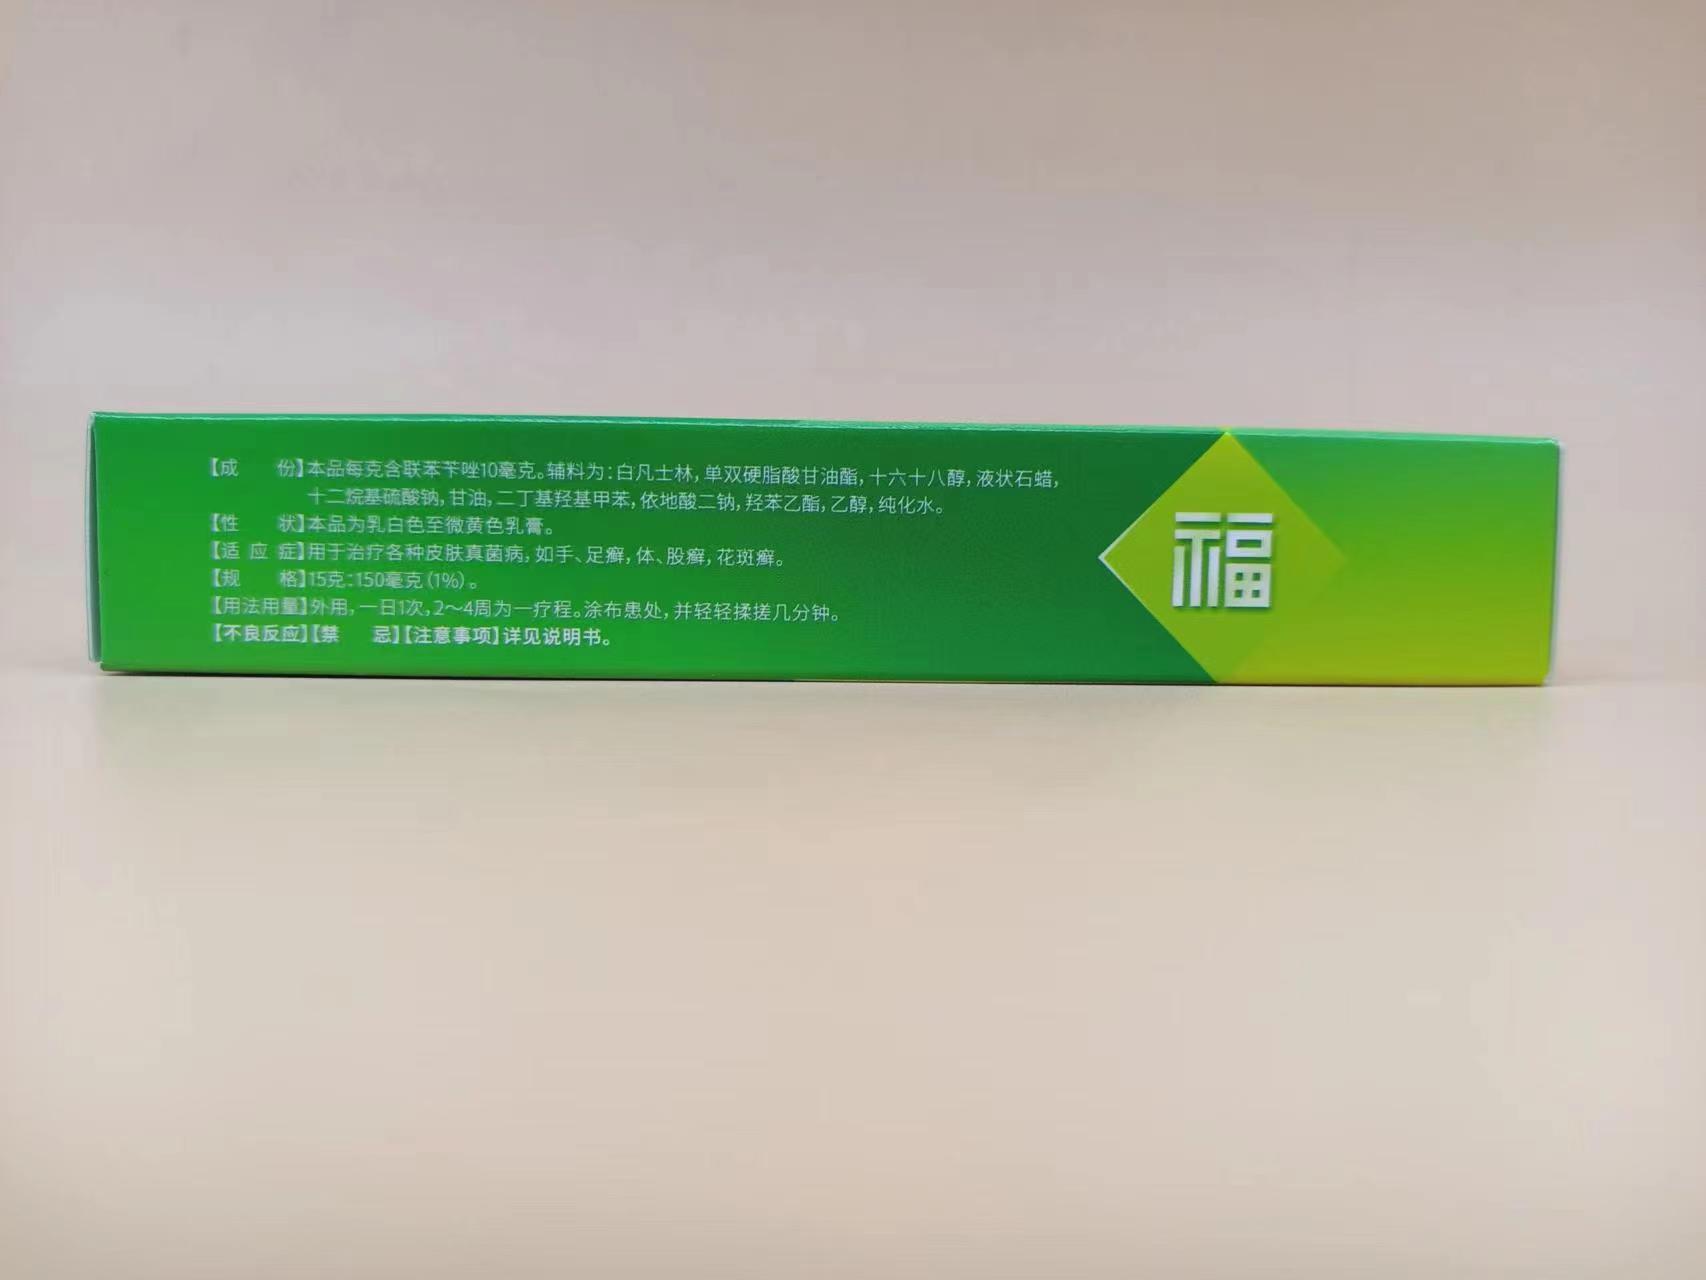 【成　份】本品每克含联苯苄唑10毫克。辅料为：白凡士林，单双硬脂酸甘油酯，十六十八醇，液状石蜡，
十二烷基硫酸钠，甘油，二丁基羟基甲苯，依地酸二钠，羟苯乙酯，乙醇，纯化水。
【性　状】本品为乳白色至微黄色乳膏。
【适 应 症】用于治疗各种皮肤真菌病，如手、足癣，体、股癣，花斑癣。
【规　格】15克：150毫克（1%）。
【用法用量】外用，一日1次，2～4周为一疗程。涂布患处，并轻轻揉搓几分钟。
【不良反应】【禁　忌】【注意事项】详见说明书。
福